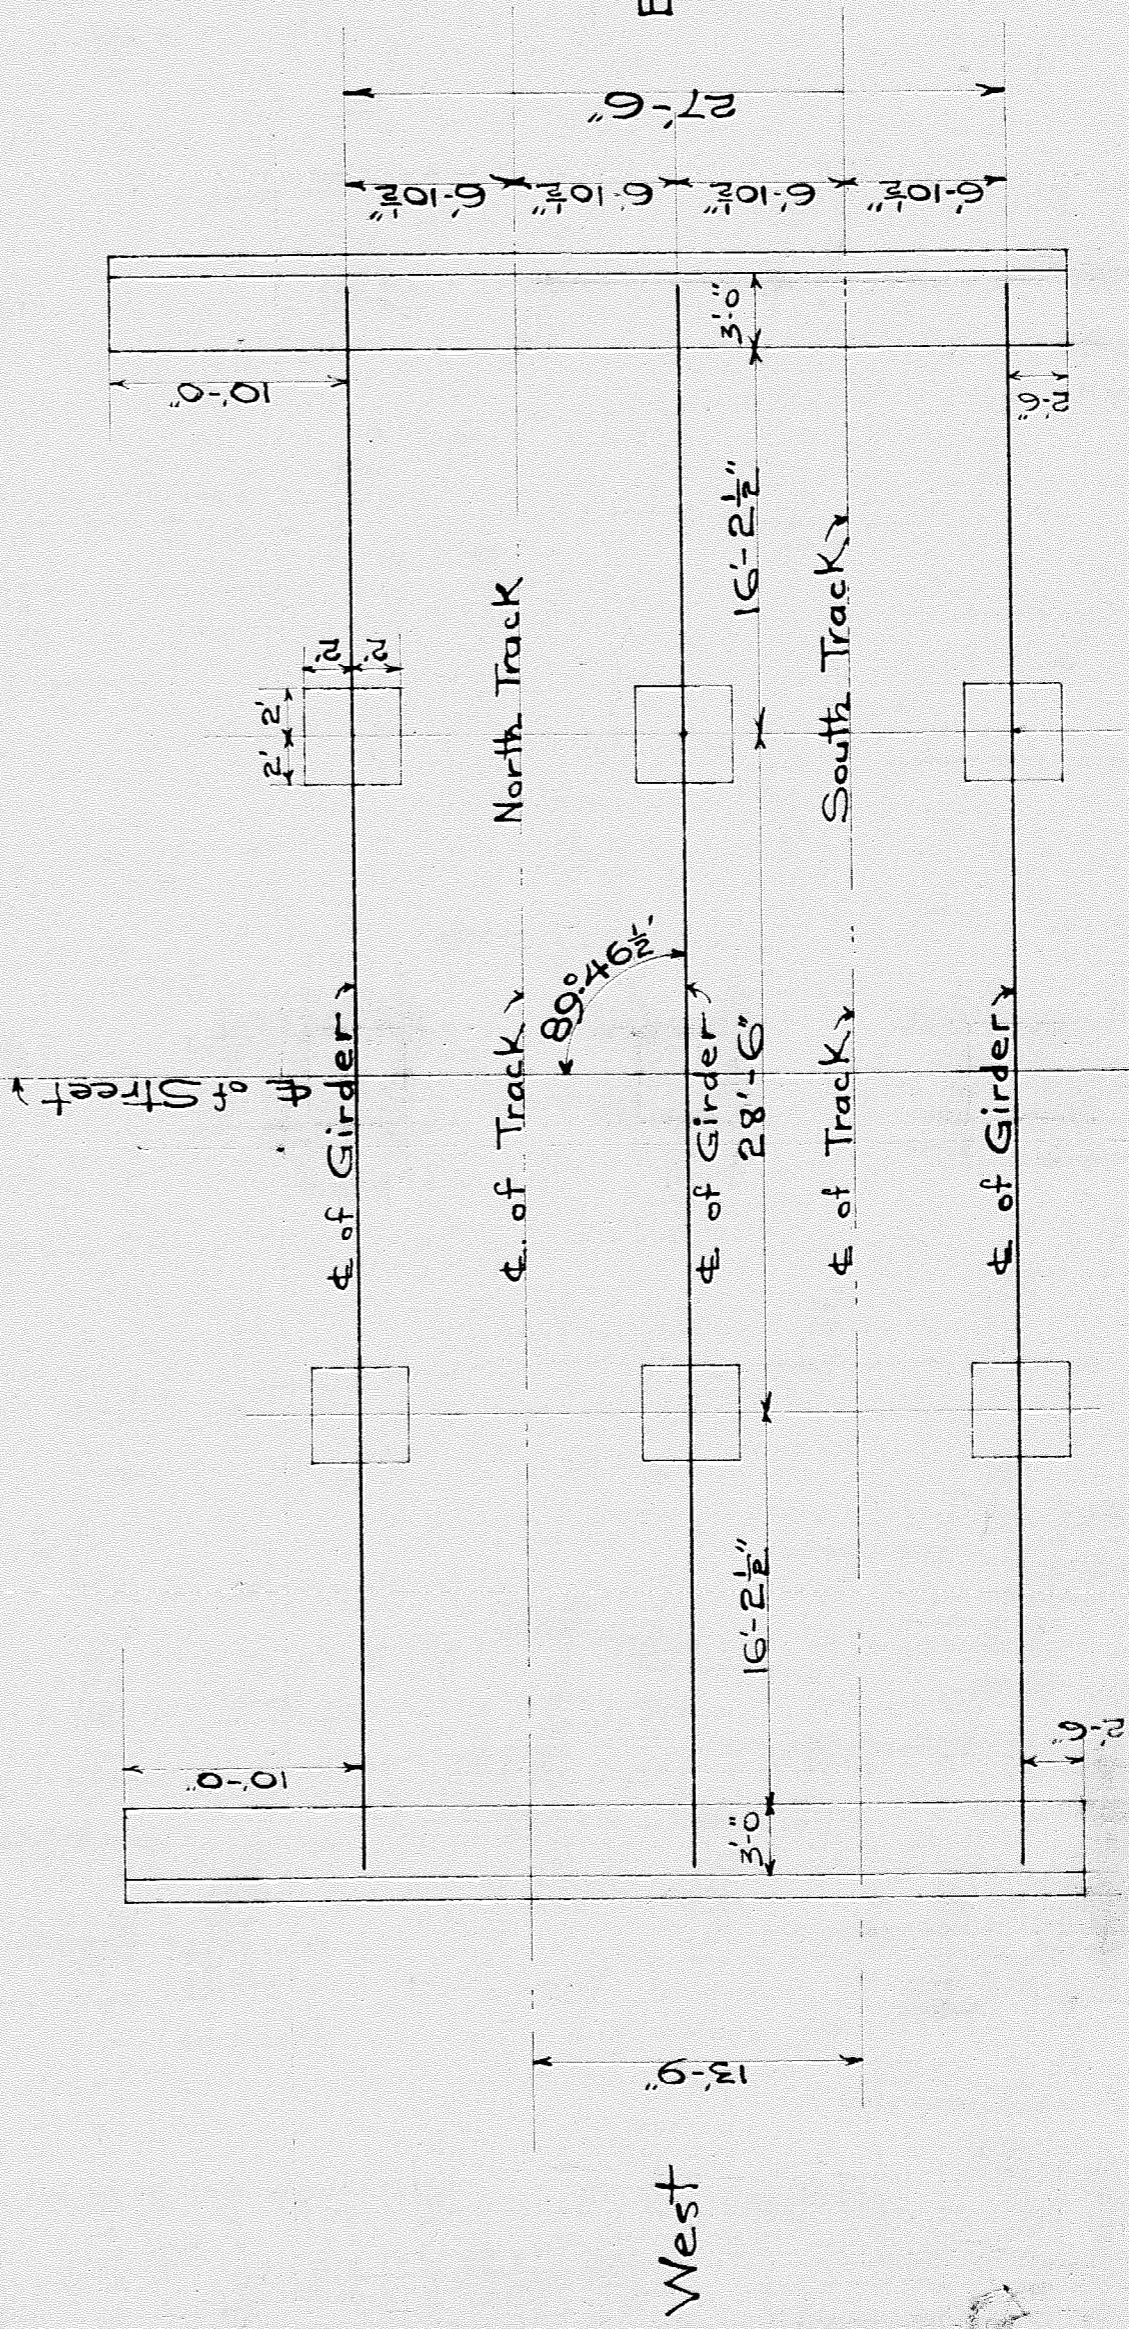 E
27'-6"
6'-10½"
6'-10½"
6'-10½"
6'-10½"
3'-0"
10'-0"
2'-6"
16'-2½"
2'
2'
2'
2'
North Track
South Track
89°.46½'
℄ of Street
℄ of Girder
℄. of Track
℄ of Girder
28'-6"
℄ of Track
℄ of Girder
16'-2½"
10'-0"
2'-6"
3'-0"
13'-9"
West